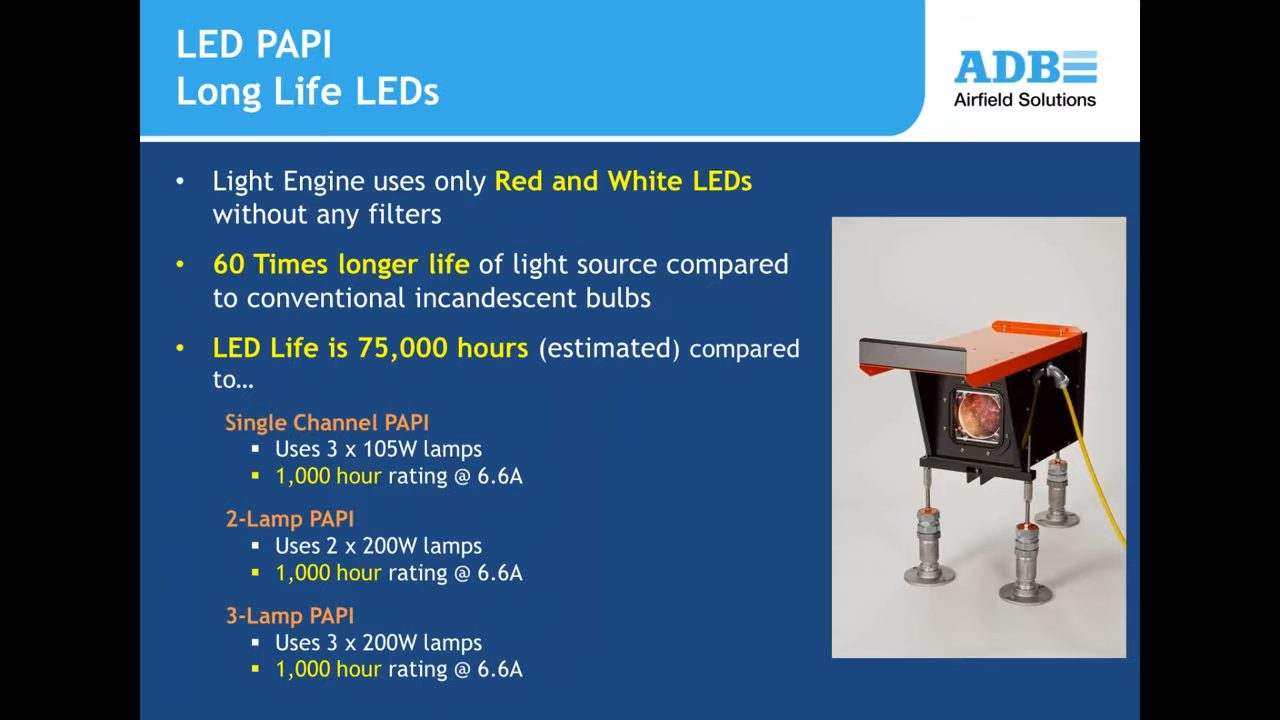 LED PAPI
Long Life LEDs
ADB
Airfield Solutions
• Light Engine uses only Red and White LEDs
without any filters
• 60 Times longer life of light source compared
to conventional incandescent bulbs
• LED Life is 75,000 hours (estimated) compared
to…
Single Channel PAPI
▪ Uses 3 x 105W lamps
▪ 1,000 hour rating @ 6.6A
2-Lamp PAPI
▪ Uses 2 x 200W lamps
▪ 1,000 hour rating @ 6.6A
3-Lamp PAPI
▪ Uses 3 x 200W lamps
▪ 1,000 hour rating @ 6.6A